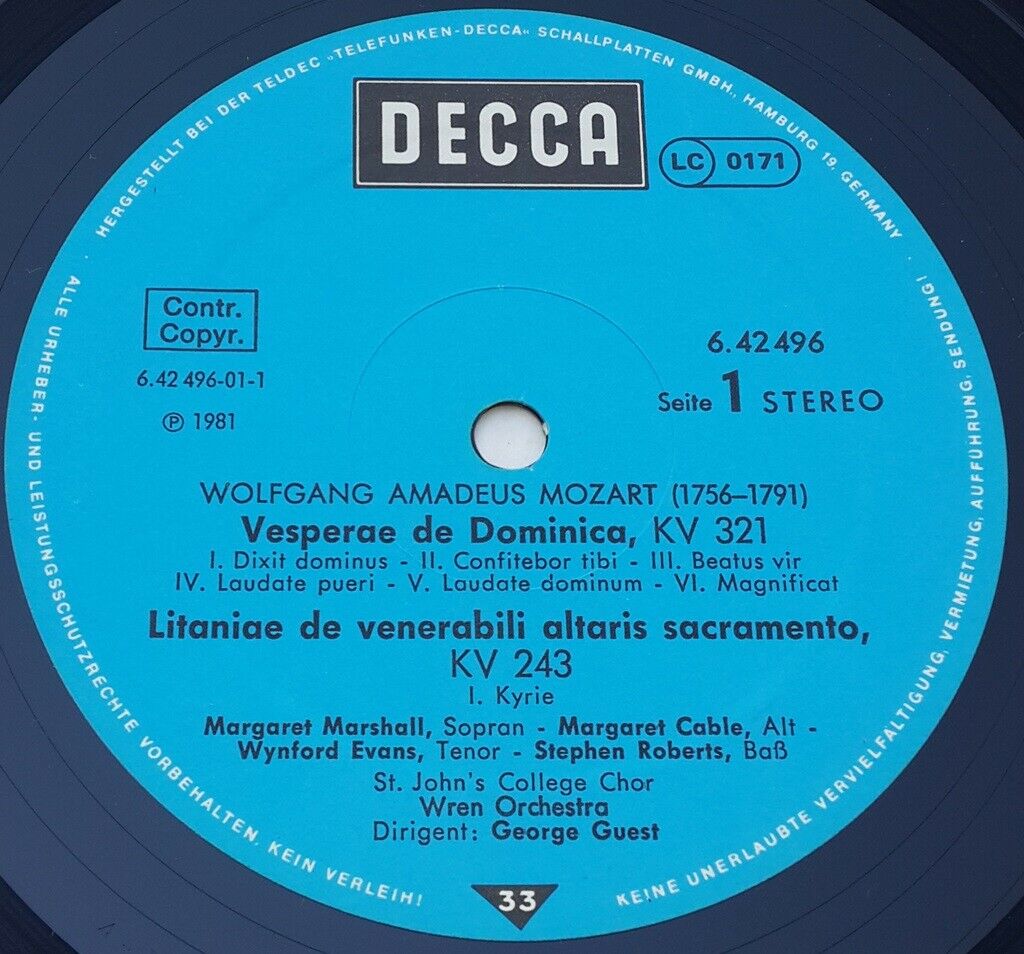 HERGESTELLT BEI DER TELDEC »TELEFUNKEN-DECCA« SCHALLPLATTEN GMBH., HAMBURG 19, GERMANY
DECCA
LC 0171
Contr.
Copyr.
6.42 496-01-1
℗ 1981
6.42 496
Seite 1 STEREO
WOLFGANG AMADEUS MOZART (1756–1791)
Vesperae de Dominica, KV 321
I. Dixit dominus - II. Confitebor tibi - III. Beatus vir
IV. Laudate pueri - V. Laudate dominum - VI. Magnificat
Litaniae de venerabili altaris sacramento,
KV 243
I. Kyrie
Margaret Marshall, Sopran - Margaret Cable, Alt -
Wynford Evans, Tenor - Stephen Roberts, Baß
St. John's College Chor
Wren Orchestra
Dirigent: George Guest
33
ALLE URHEBER- UND LEISTUNGSSCHUTZRECHTE VORBEHALTEN, KEIN VERLEIH!
KEINE UNERLAUBTE VERVIELFÄLTIGUNG, VERMIETUNG, AUFFÜHRUNG, SENDUNG!